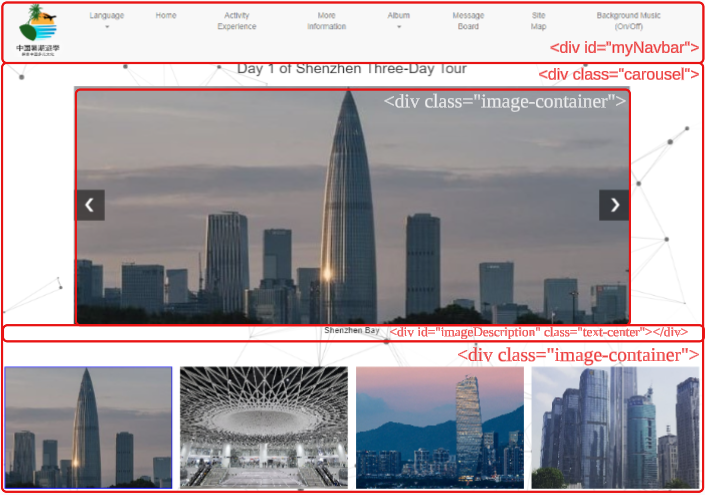 Language
Home
Activity
Experience
More
Information
Album
Message
Board
Site
Map
Background Music
(On/Off)
<div id="myNavbar">
Day 1 of Shenzhen Three-Day Tour
<div class="carousel">
<div class="image-container">
Shenzhen Bay
<div id="imageDescription" class="text-center"></div>
<div class="image-container">